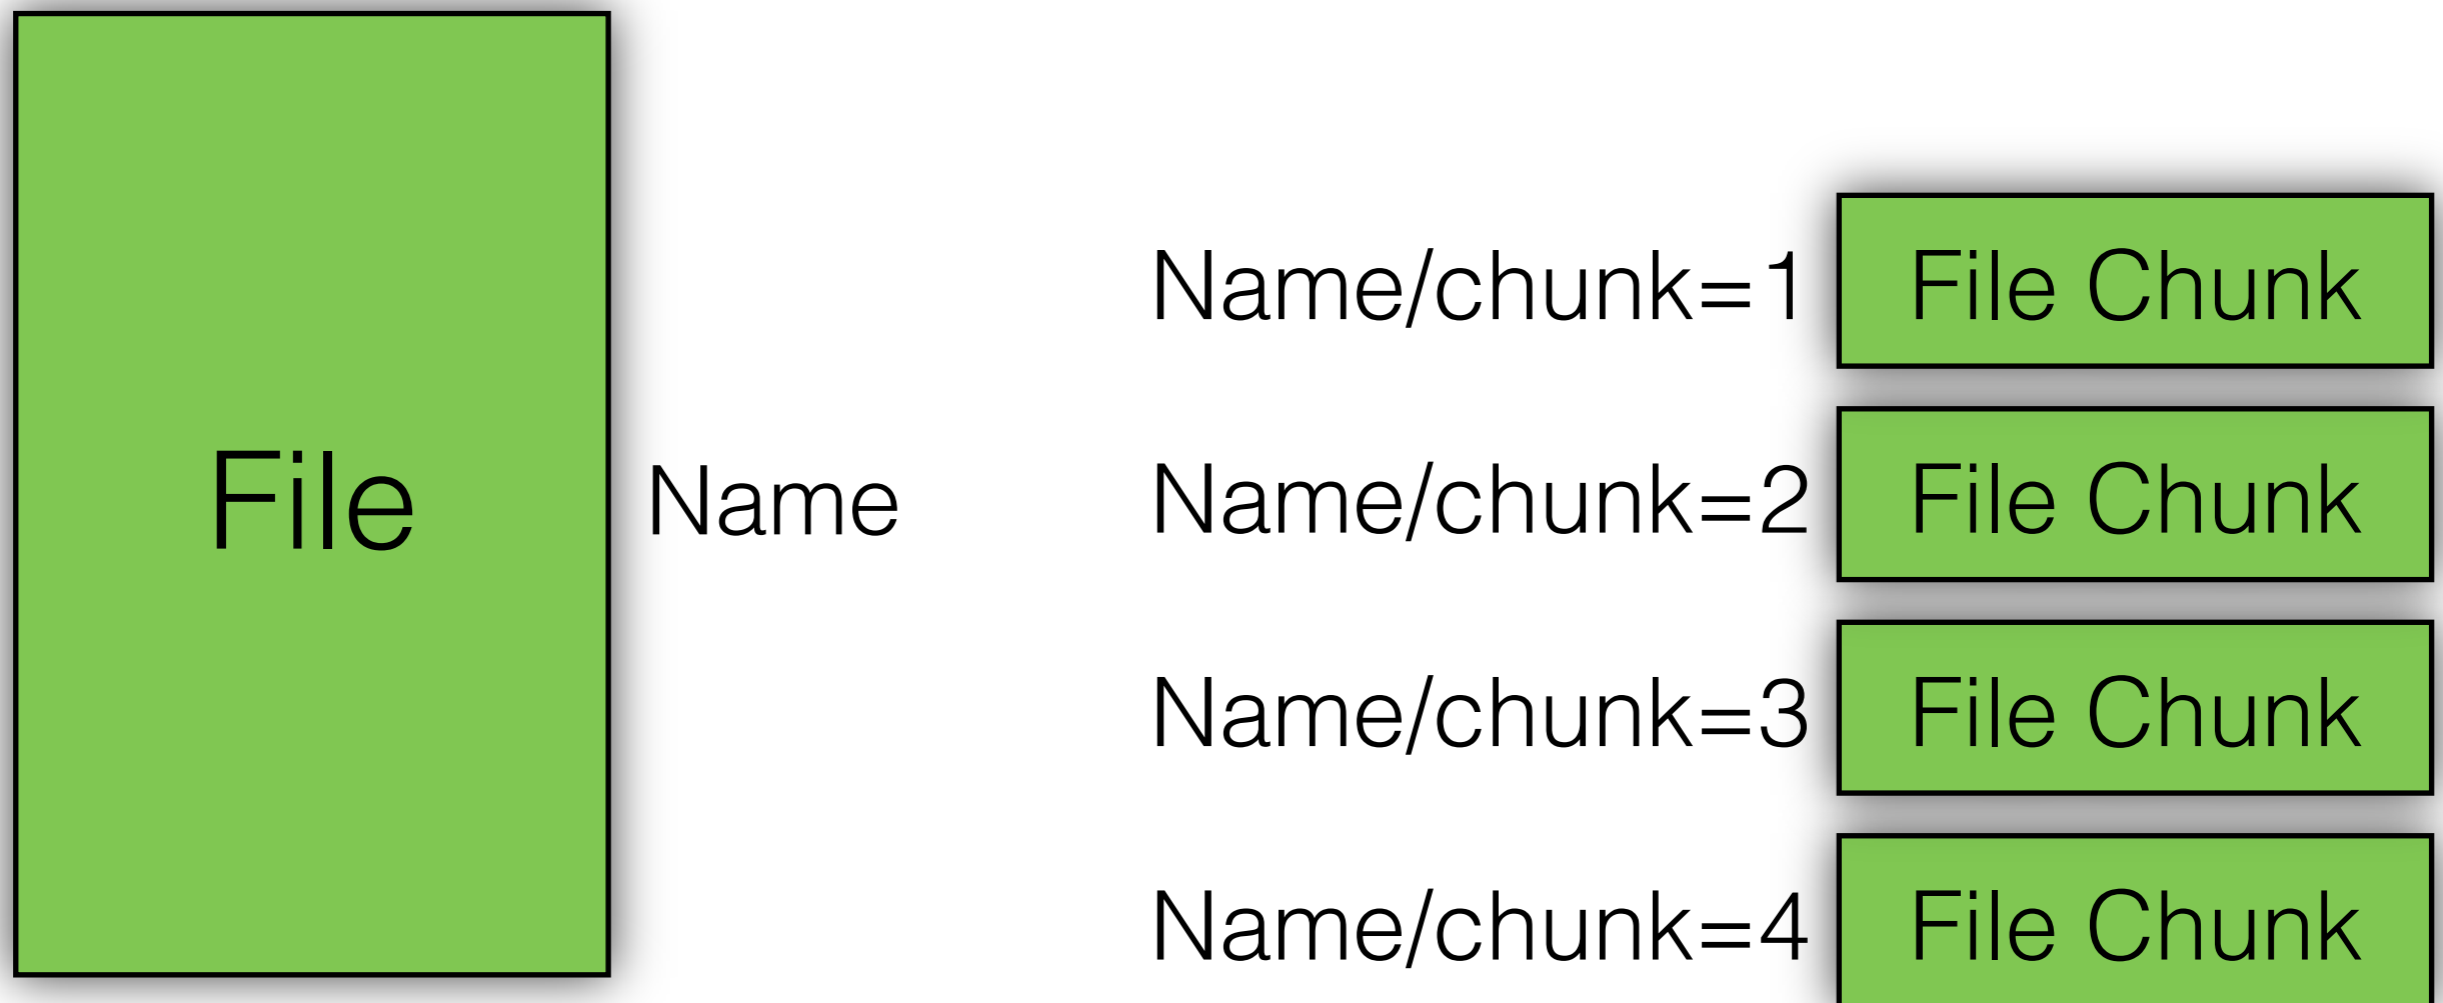 File
Name
Name/chunk=1 File Chunk
Name/chunk=2 File Chunk
Name/chunk=3 File Chunk
Name/chunk=4 File Chunk